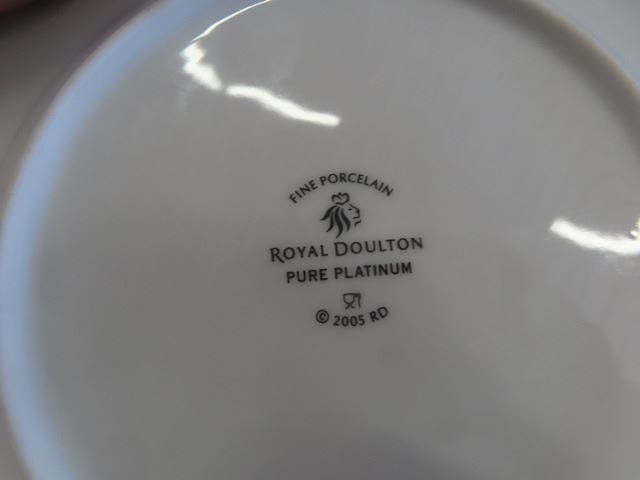 FINE PORCELAIN
ROYAL DOULTON
PURE PLATINUM
© 2005 RD